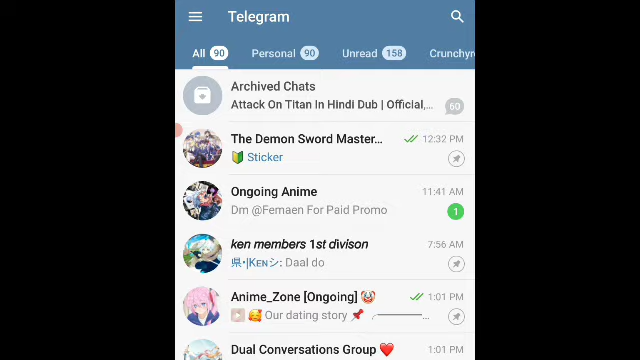 Telegram
All 90 Personal 90 Unread 158 Crunchyr
Archived Chats
Attack On Titan In Hindi Dub | Official,... 60
The Demon Sword Master... 12:32 PM
🔰 Sticker
Ongoing Anime 11:41 AM
Dm @Femaen For Paid Promo 1
ken members 1st divison 7:56 AM
県•|Kᴇɴシ: Daal do
Anime_Zone [Ongoing] 🤡 1:01 PM
🥰 Our dating story 📌 ╭─────...
Dual Conversations Group ❤️ 1:01 PM